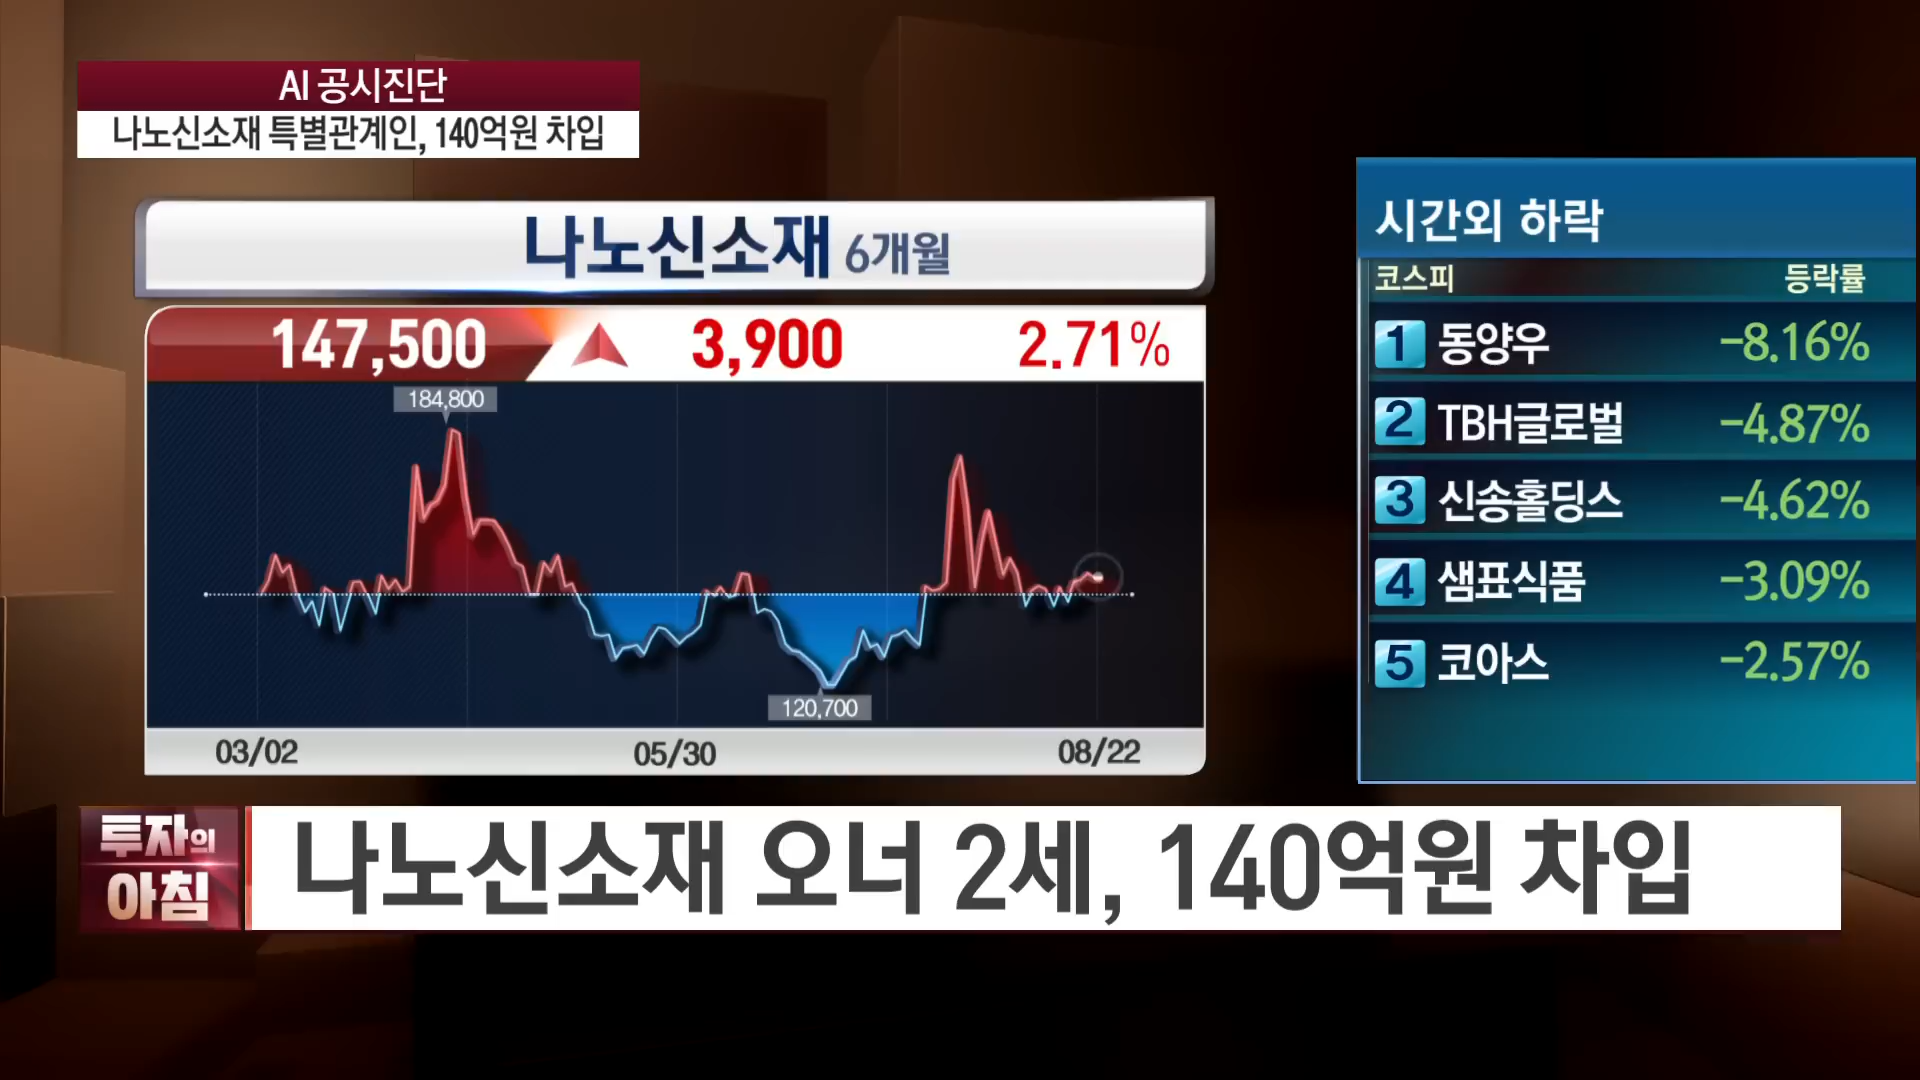 AI 공시진단
나노신소재 특별관계인, 140억원 차입
나노신소재 6개월
147,500 3,900 2.71%
184,800
120,700
03/02 05/30 08/22
시간외 하락
코스피 등락률
1 동양우 -8.16%
2 TBH글로벌 -4.87%
3 신송홀딩스 -4.62%
4 샘표식품 -3.09%
5 코아스 -2.57%
투자의
아침
나노신소재 오너 2세, 140억원 차입